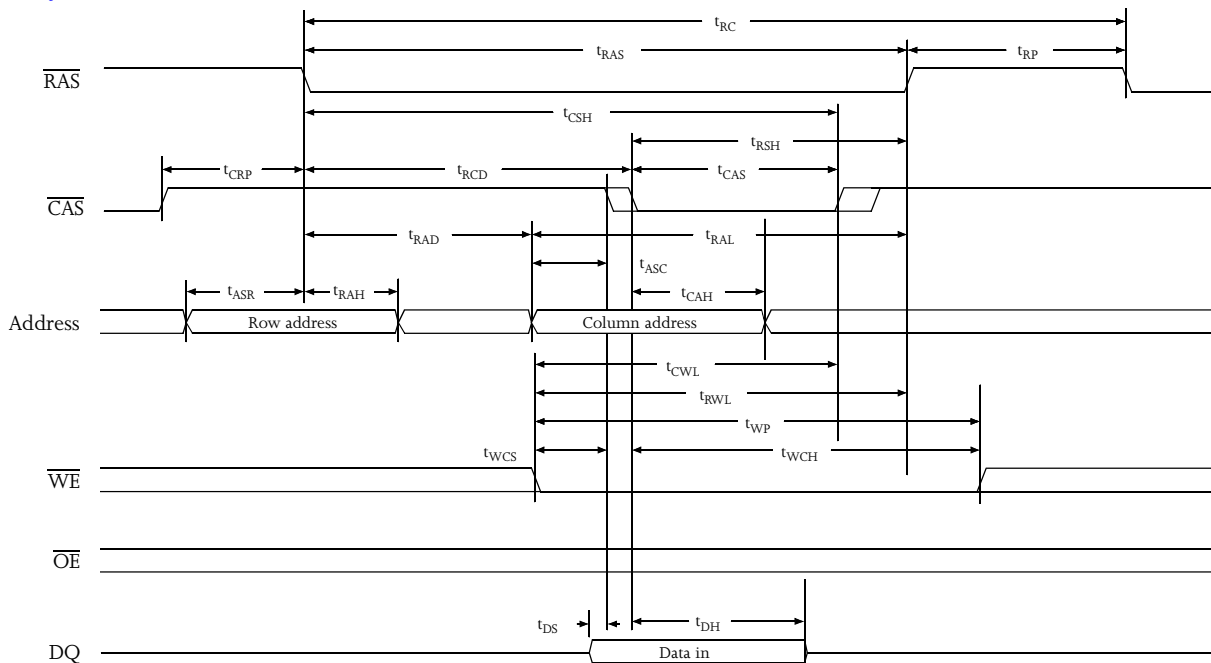 tRC
tRAS
tRP
RAS
tCSH
tRSH
tCRP
tRCD
tCAS
CAS
tRAD
tRAL
tASC
tASR
tRAH
tCAH
Address
Row address
Column address
tCWL
tRWL
tWP
tWCS
tWCH
WE
OE
tDS
tDH
DQ
Data in